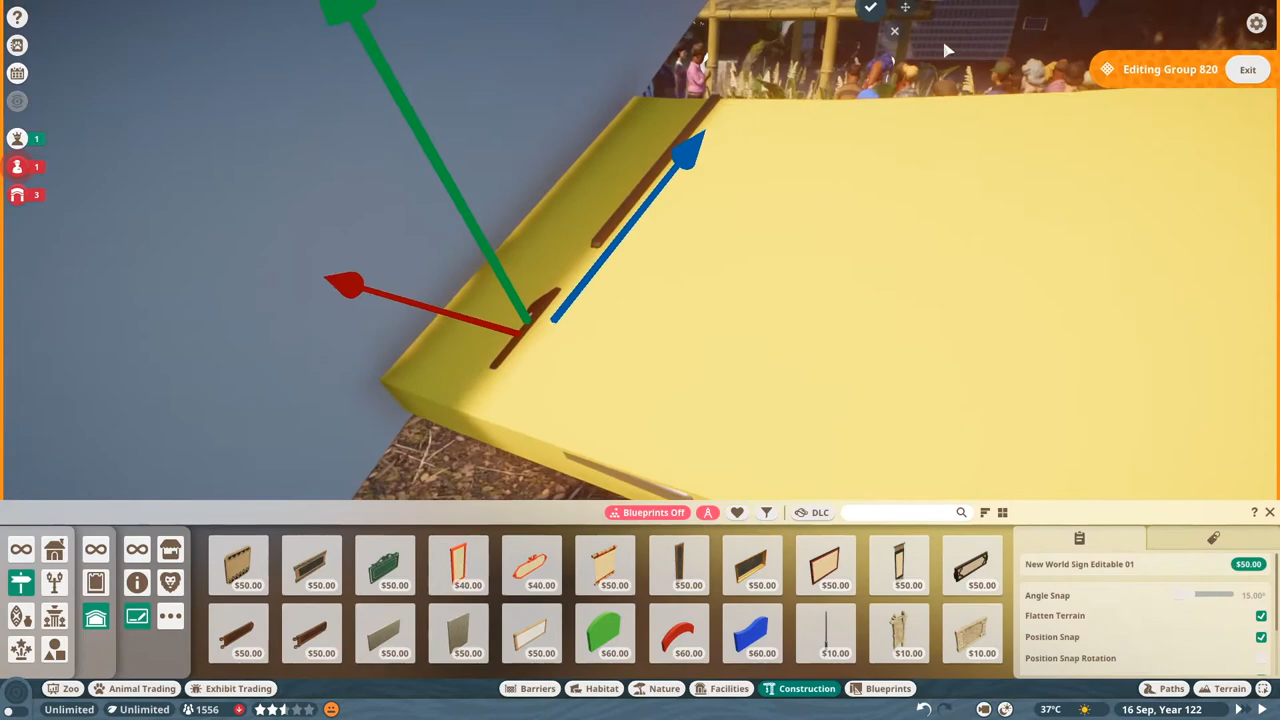 Editing Group 820
Exit
1
1
3
Blueprints Off
DLC
$50.00
$50.00
$50.00
$40.00
$40.00
$50.00
$50.00
$50.00
$50.00
$50.00
$50.00
$50.00
$50.00
$50.00
$50.00
$50.00
$60.00
$60.00
$60.00
$10.00
$10.00
$10.00
New World Sign Editable 01
$50.00
Angle Snap
15.00°
Flatten Terrain
Position Snap
Position Snap Rotation
Zoo
Animal Trading
Exhibit Trading
Barriers
Habitat
Nature
Facilities
Construction
Blueprints
Paths
Terrain
Unlimited
Unlimited
1556
37°C
16 Sep, Year 122